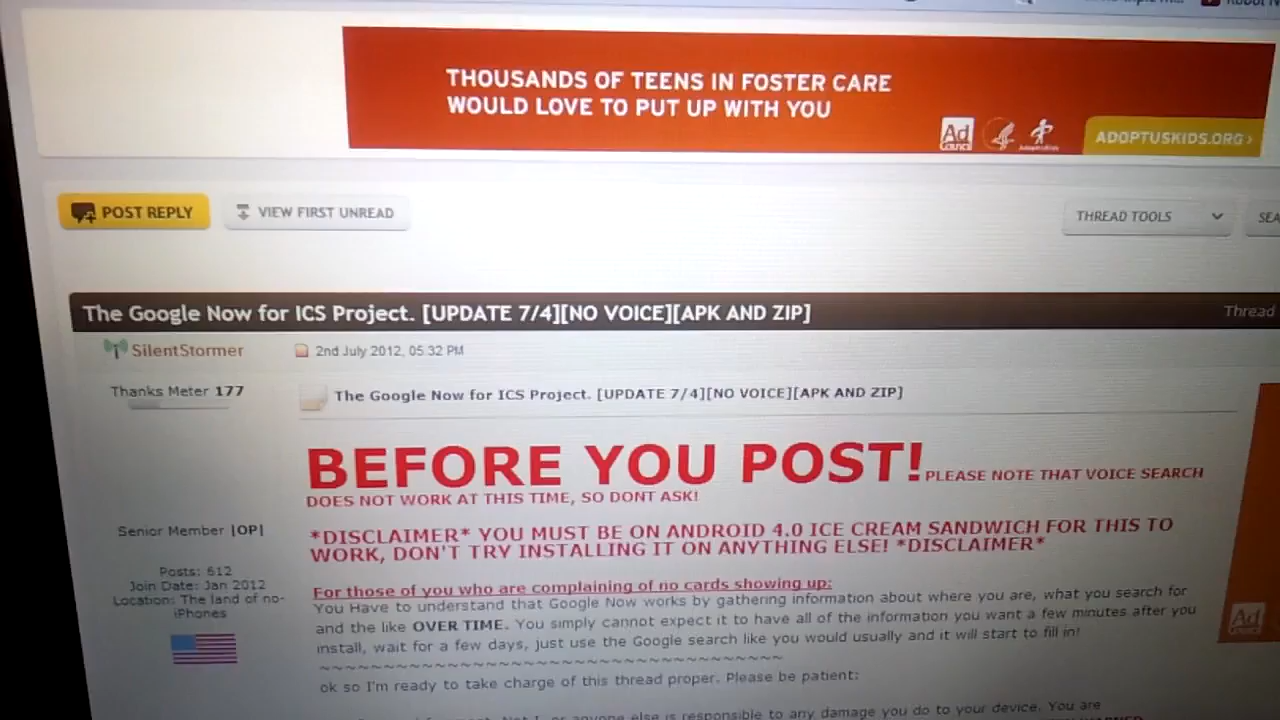 THOUSANDS OF TEENS IN FOSTER CARE
WOULD LOVE TO PUT UP WITH YOU
Ad
Council
ADOPTUSKIDS.ORG ›
POST REPLY
VIEW FIRST UNREAD
THREAD TOOLS
SEA
The Google Now for ICS Project. [UPDATE 7/4][NO VOICE][APK AND ZIP]
Thread
SilentStormer
2nd July 2012, 05:32 PM
Thanks Meter 177
The Google Now for ICS Project. [UPDATE 7/4][NO VOICE][APK AND ZIP]
BEFORE YOU POST! PLEASE NOTE THAT VOICE SEARCH
DOES NOT WORK AT THIS TIME, SO DONT ASK!
Senior Member [OP]
*DISCLAIMER* YOU MUST BE ON ANDROID 4.0 ICE CREAM SANDWICH FOR THIS TO
WORK, DON'T TRY INSTALLING IT ON ANYTHING ELSE! *DISCLAIMER*
Posts: 612
Join Date: Jan 2012
Location: The land of no-
iPhones
For those of you who are complaining of no cards showing up:
You Have to understand that Google Now works by gathering information about where you are, what you search for
and the like OVER TIME. You simply cannot expect it to have all of the information you want a few minutes after you
install, wait for a few days, just use the Google search like you would usually and it will start to fill in!
~~~~~~~~~~~~~~~~~~~~~~~~~~~~~~~~~~~~
ok so I'm ready to take charge of this thread proper. Please be patient:
Not I, or anyone else is responsible to any damage you do to your device. You are
Ad